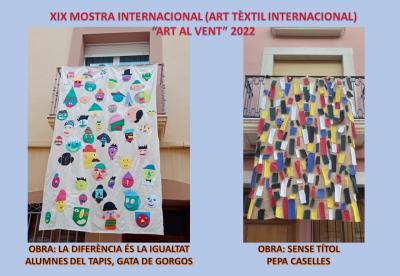 XIX MOSTRA INTERNACIONAL (ART TÈXTIL INTERNACIONAL)
"ART AL VENT" 2022
OBRA: LA DIFERÈNCIA ÉS LA IGUALTAT
ALUMNES DEL TAPIS, GATA DE GORGOS
OBRA: SENSE TÍTOL
PEPA CASELLES